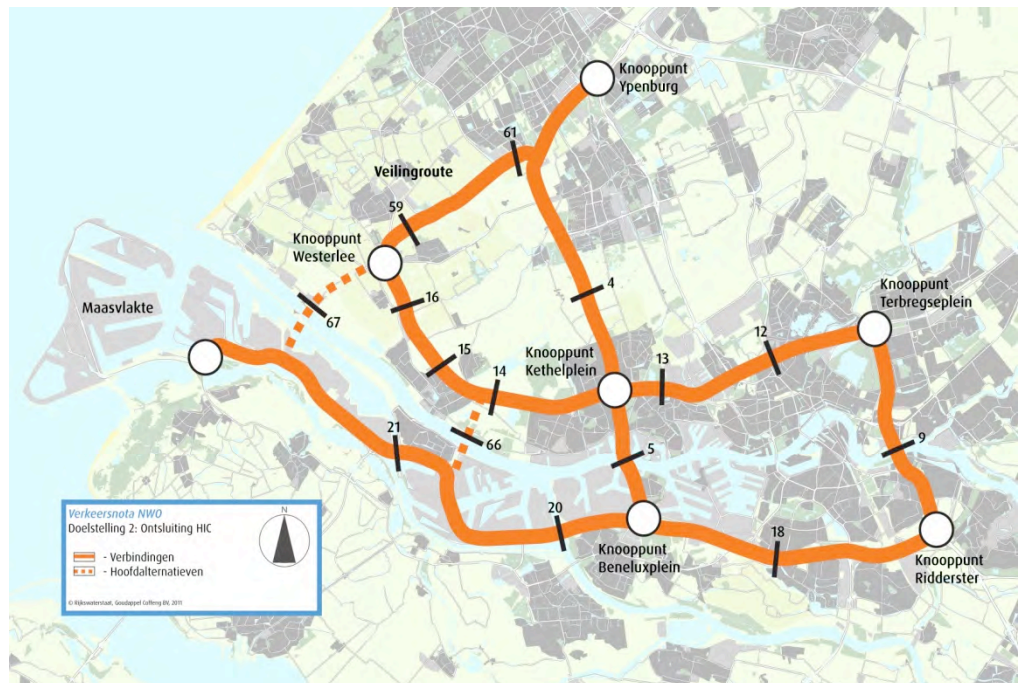 Knooppunt
Ypenburg
61
Veilingroute
59
Knooppunt
Westerlee
4
16
Maasvlakte
67
Knooppunt
Terbregseplein
12
15
Knooppunt
Kethelplein
13
14
21
66
5
9
20
18
Knooppunt
Beneluxplein
Knooppunt
Ridderster
Verkeersnota NWO
Doelstelling 2: Ontsluiting HIC
N
- Verbindingen
- Hoofdalternatieven
© Rijkswaterstaat, Goudappel Coffeng BV, 2011